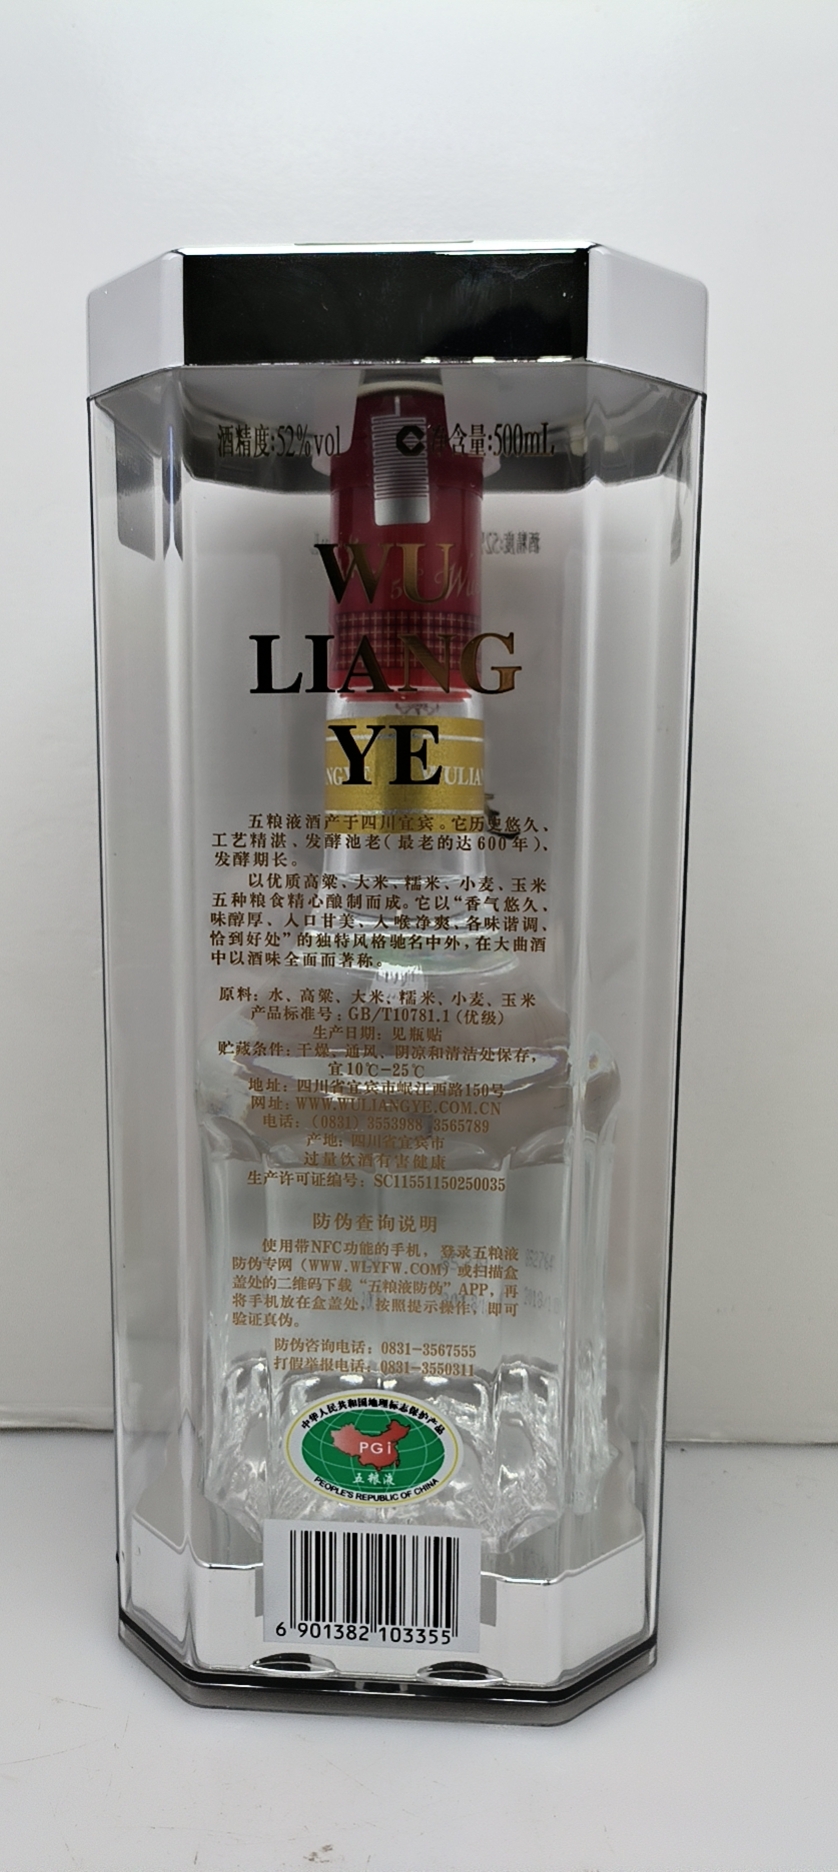 酒精度:52%vol 净含量:500mL
WU
LIANG
YE
五粮液酒产于四川宜宾。它历史悠久、
工艺精湛、发酵池老(最老的达600年)、
发酵期长。
以优质高粱、大米、糯米、小麦、玉米
五种粮食精心酿制而成。它以“香气悠久、
味醇厚、入口甘美、入喉净爽、各味谐调、
恰到好处”的独特风格驰名中外,在大曲酒
中以酒味全面而著称。
原料:水、高粱、大米、糯米、小麦、玉米
产品标准号:GB/T10781.1(优级)
生产日期:见瓶贴
贮藏条件:干燥、通风、阴凉和清洁处保存,
宜10℃-25℃
地址:四川省宜宾市岷江西路150号
网址:WWW.WULIANGYE.COM.CN
电话:(0831) 3553988 3565789
产地:四川省宜宾市
过量饮酒有害健康
生产许可证编号:SC11551150250035
防伪查询说明
使用带NFC功能的手机,登录五粮液
防伪专网(WWW.WLYFW.COM)或扫描盒
盖处的二维码下载“五粮液防伪”APP,再
将手机放在盒盖处,按照提示操作,即可
验证真伪。
防伪咨询电话:0831-3567555
打假举报电话:0831-3550311
中华人民共和国地理标志保护产品
PGI
五粮液
PEOPLE'S REPUBLIC OF CHINA
6 901382 103355